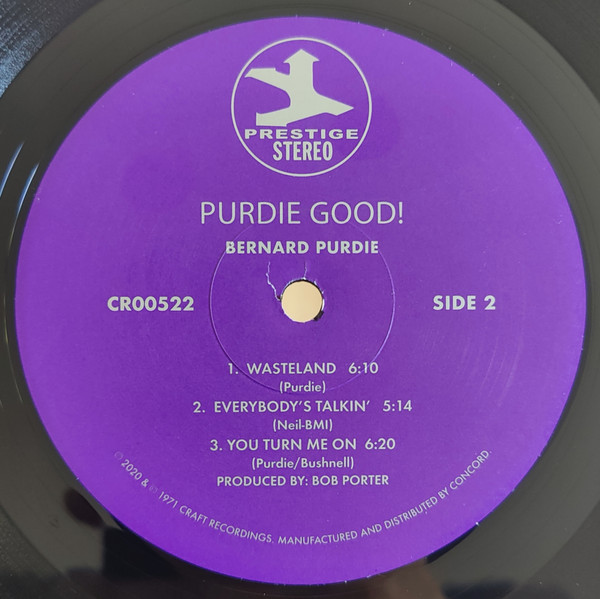 PRESTIGE
STEREO
PURDIE GOOD!
BERNARD PURDIE
CR00522
SIDE 2
1. WASTELAND 6:10
(Purdie)
2. EVERYBODY'S TALKIN' 5:14
(Neil-BMI)
3. YOU TURN ME ON 6:20
(Purdie/Bushnell)
PRODUCED BY: BOB PORTER
© 2020 & ℗ 1971 CRAFT RECORDINGS. MANUFACTURED AND DISTRIBUTED BY CONCORD.